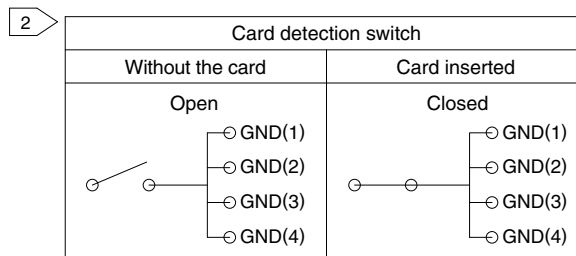 2
Card detection switch
Without the card Card inserted
Open Closed
GND(1) GND(1)
GND(2) GND(2)
GND(3) GND(3)
GND(4) GND(4)